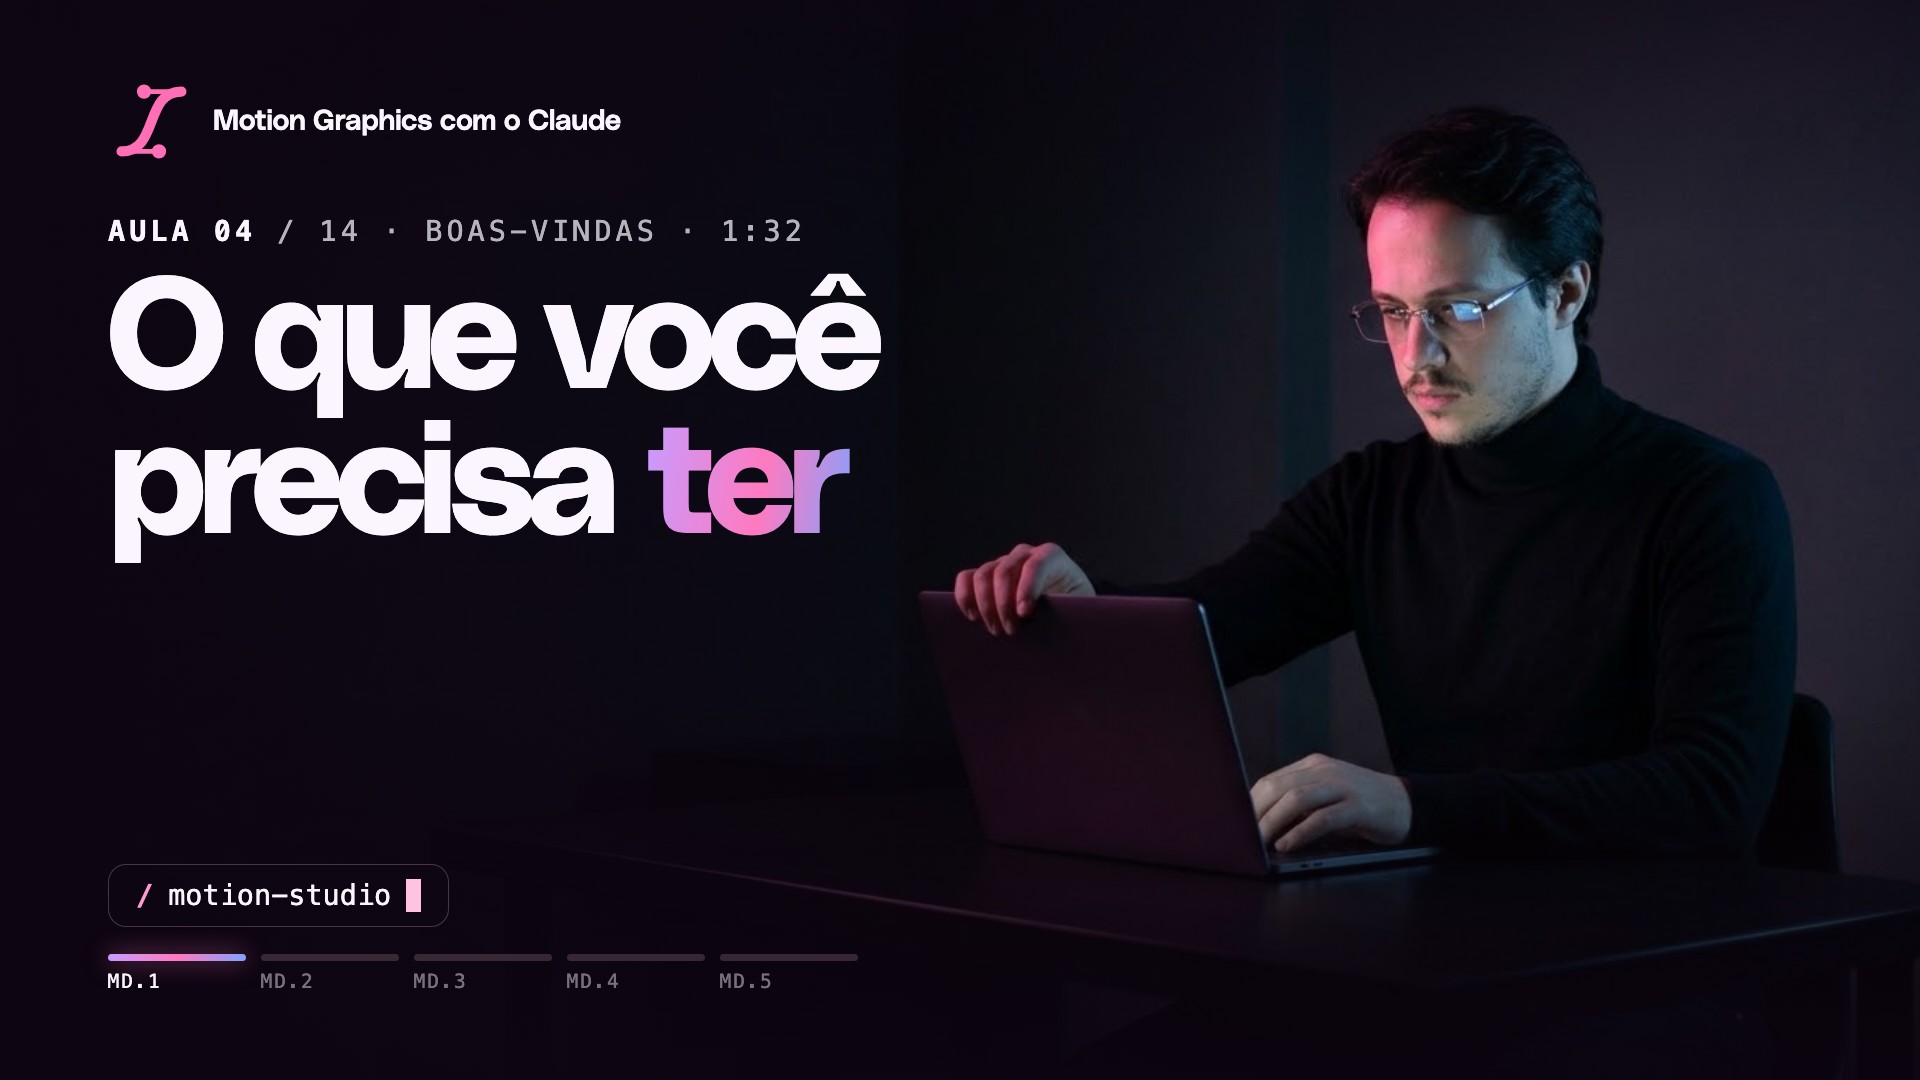 Motion Graphics com o Claude
AULA 04 / 14 · BOAS-VINDAS · 1:32
O que você
precisa ter
/ motion-studio
MD.1 MD.2 MD.3 MD.4 MD.5